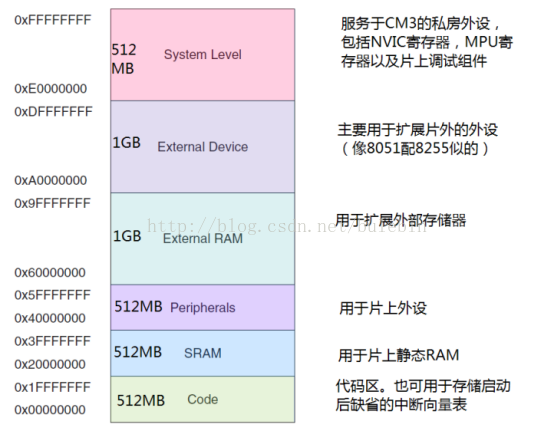 0xFFFFFFFF
512
MB
System Level
服务于CM3的私房外设，
包括NVIC寄存器，MPU寄
存器以及片上调试组件
0xE0000000
0xDFFFFFFF
1GB
External Device
主要用于扩展片外的外设
（像8051配8255似的）
0xA0000000
0x9FFFFFFF
http://blog.csdn.net/bulebin
1GB
External RAM
用于扩展外部存储器
0x60000000
0x5FFFFFFF
512MB
Peripherals
用于片上外设
0x40000000
0x3FFFFFFF
512MB
SRAM
用于片上静态RAM
0x20000000
0x1FFFFFFF
512MB
Code
代码区。也可用于存储启动
后缺省的中断向量表
0x00000000